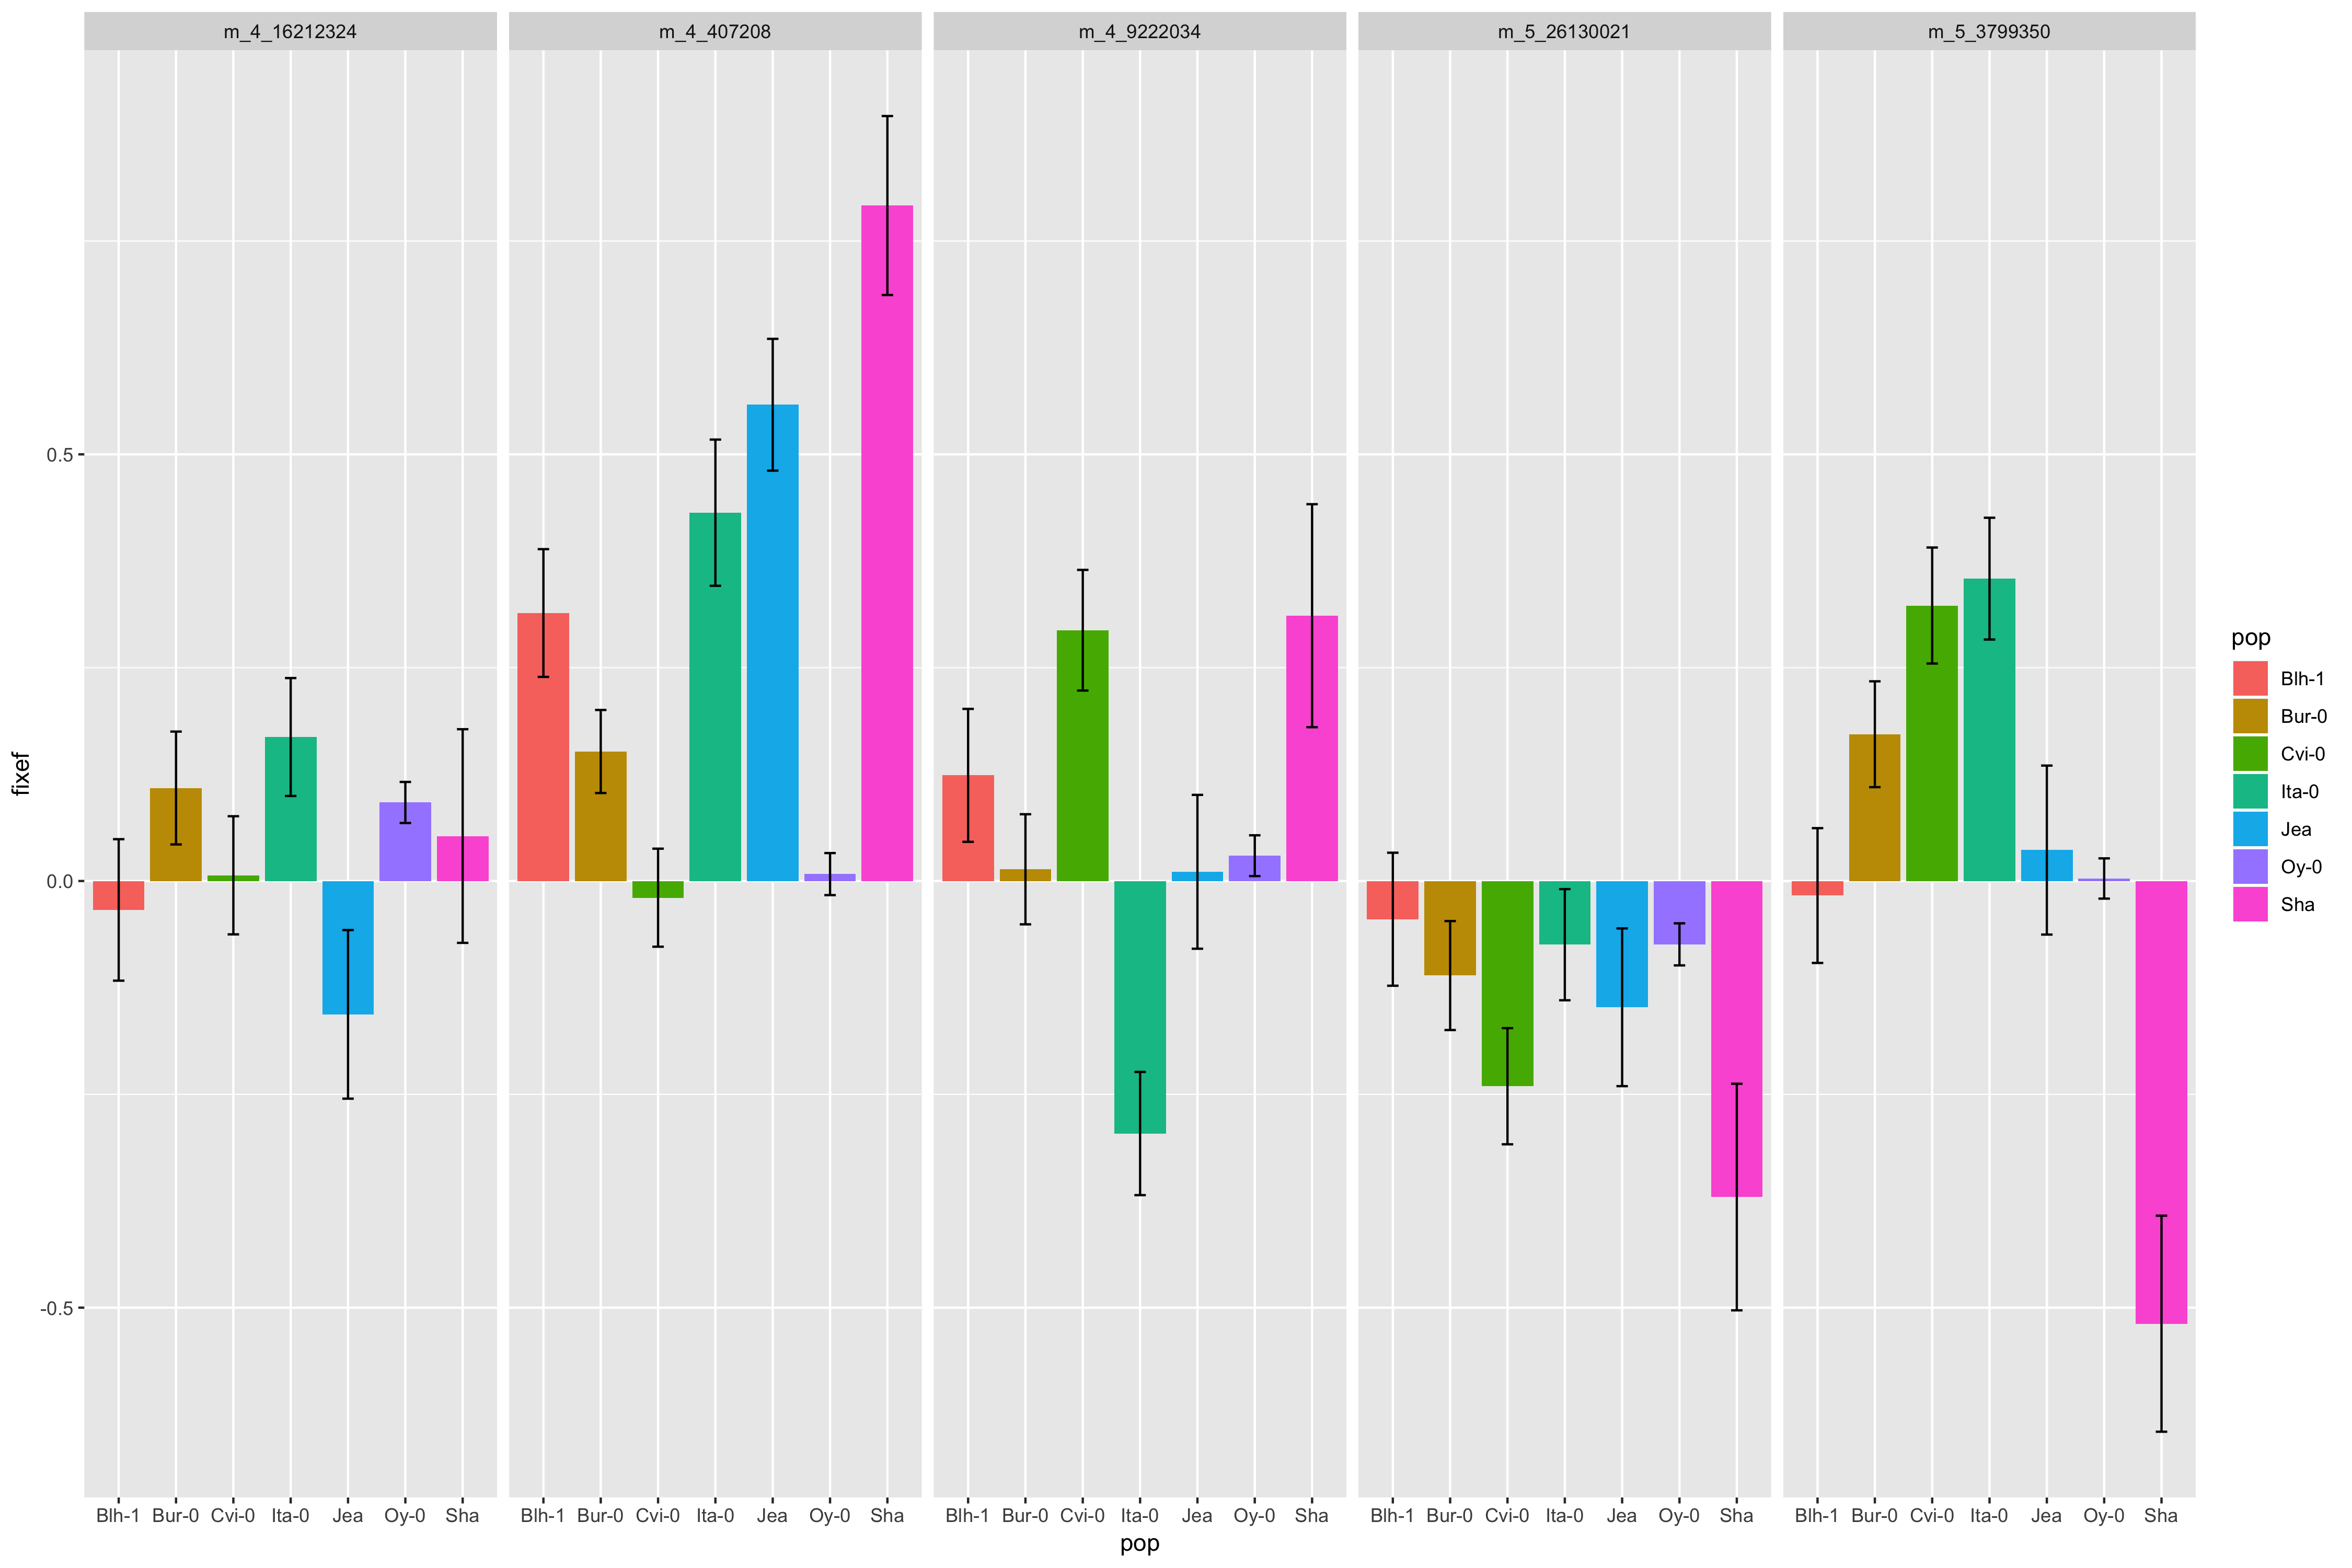 m_4_16212324 m_4_407208 m_4_9222034 m_5_26130021 m_5_3799350
0.5
0.0
-0.5
fixef
Blh-1 Bur-0 Cvi-0 Ita-0 Jea Oy-0 Sha Blh-1 Bur-0 Cvi-0 Ita-0 Jea Oy-0 Sha Blh-1 Bur-0 Cvi-0 Ita-0 Jea Oy-0 Sha Blh-1 Bur-0 Cvi-0 Ita-0 Jea Oy-0 Sha Blh-1 Bur-0 Cvi-0 Ita-0 Jea Oy-0 Sha
pop
pop
Blh-1
Bur-0
Cvi-0
Ita-0
Jea
Oy-0
Sha